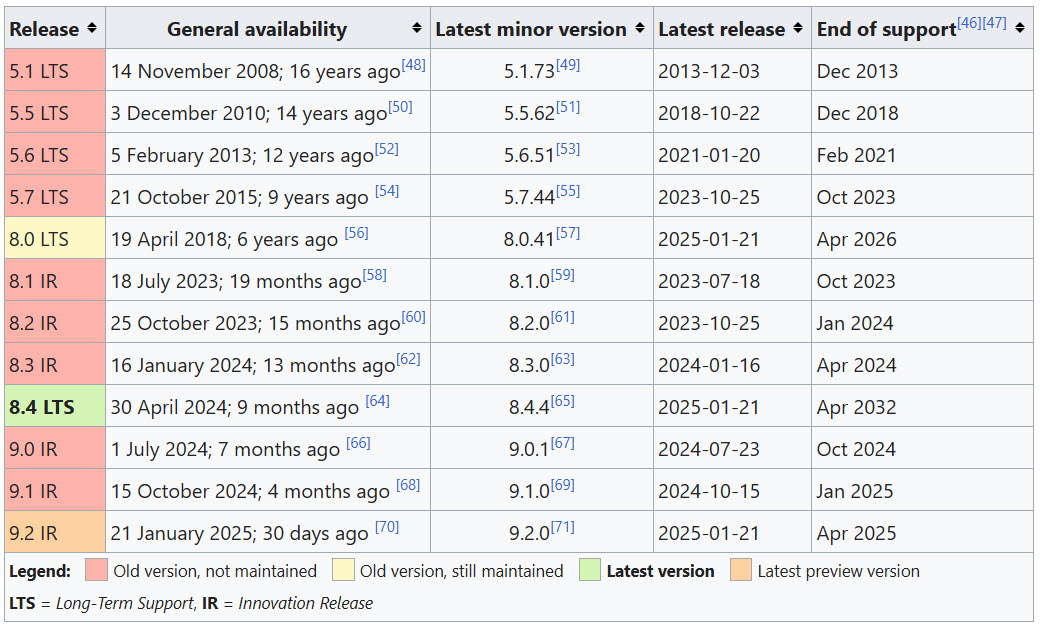 Release General availability Latest minor version Latest release End of support[46][47]
5.1 LTS 14 November 2008; 16 years ago[48] 5.1.73[49] 2013-12-03 Dec 2013
5.5 LTS 3 December 2010; 14 years ago[50] 5.5.62[51] 2018-10-22 Dec 2018
5.6 LTS 5 February 2013; 12 years ago[52] 5.6.51[53] 2021-01-20 Feb 2021
5.7 LTS 21 October 2015; 9 years ago [54] 5.7.44[55] 2023-10-25 Oct 2023
8.0 LTS 19 April 2018; 6 years ago [56] 8.0.41[57] 2025-01-21 Apr 2026
8.1 IR 18 July 2023; 19 months ago[58] 8.1.0[59] 2023-07-18 Oct 2023
8.2 IR 25 October 2023; 15 months ago[60] 8.2.0[61] 2023-10-25 Jan 2024
8.3 IR 16 January 2024; 13 months ago[62] 8.3.0[63] 2024-01-16 Apr 2024
8.4 LTS 30 April 2024; 9 months ago [64] 8.4.4[65] 2025-01-21 Apr 2032
9.0 IR 1 July 2024; 7 months ago [66] 9.0.1[67] 2024-07-23 Oct 2024
9.1 IR 15 October 2024; 4 months ago [68] 9.1.0[69] 2024-10-15 Jan 2025
9.2 IR 21 January 2025; 30 days ago [70] 9.2.0[71] 2025-01-21 Apr 2025
Legend: Old version, not maintained Old version, still maintained Latest version Latest preview version
LTS = Long-Term Support, IR = Innovation Release